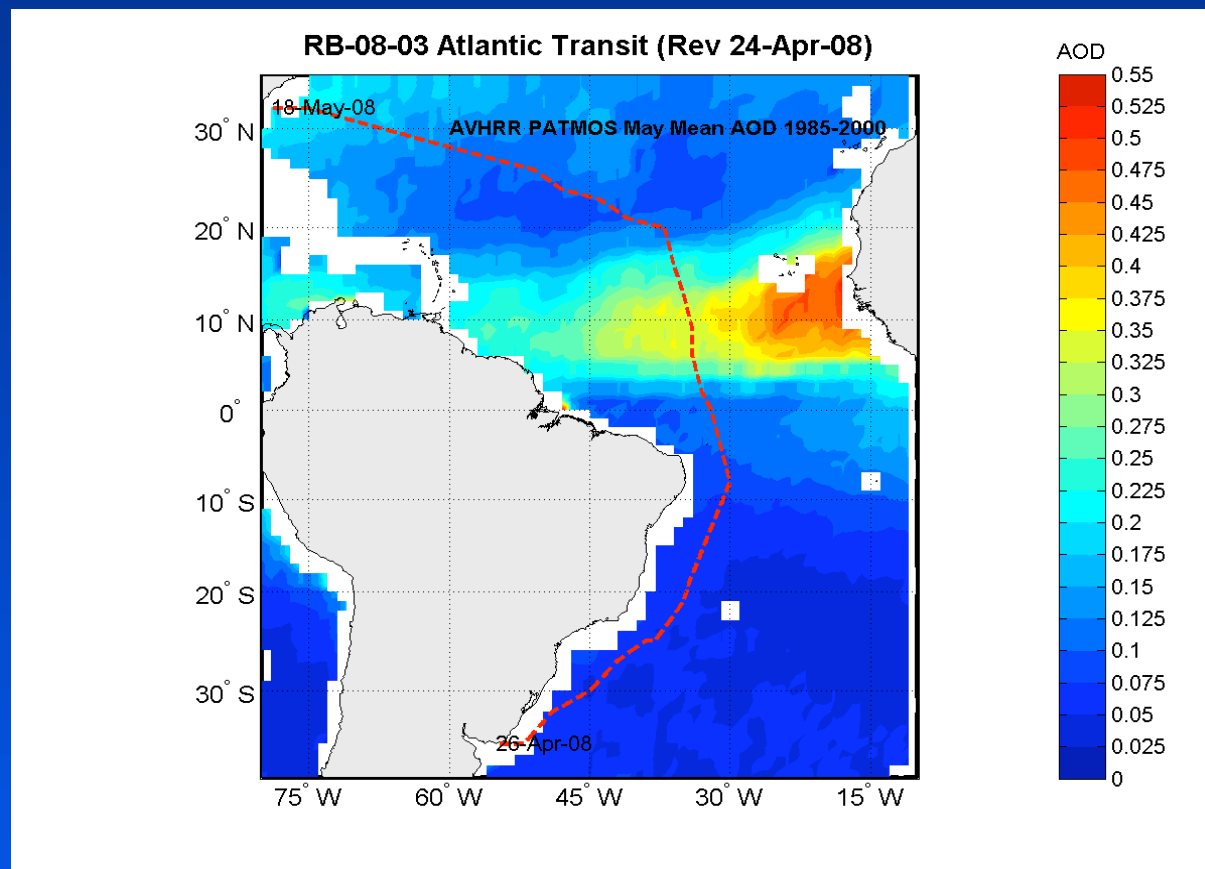 RB-08-03 Atlantic Transit (Rev 24-Apr-08)
AOD
18-May-08
AVHRR PATMOS May Mean AOD 1985-2000
26-Apr-08
30° N
20° N
10° N
0°
10° S
20° S
30° S
75° W 60° W 45° W 30° W 15° W
0.55
0.525
0.5
0.475
0.45
0.425
0.4
0.375
0.35
0.325
0.3
0.275
0.25
0.225
0.2
0.175
0.15
0.125
0.1
0.075
0.05
0.025
0